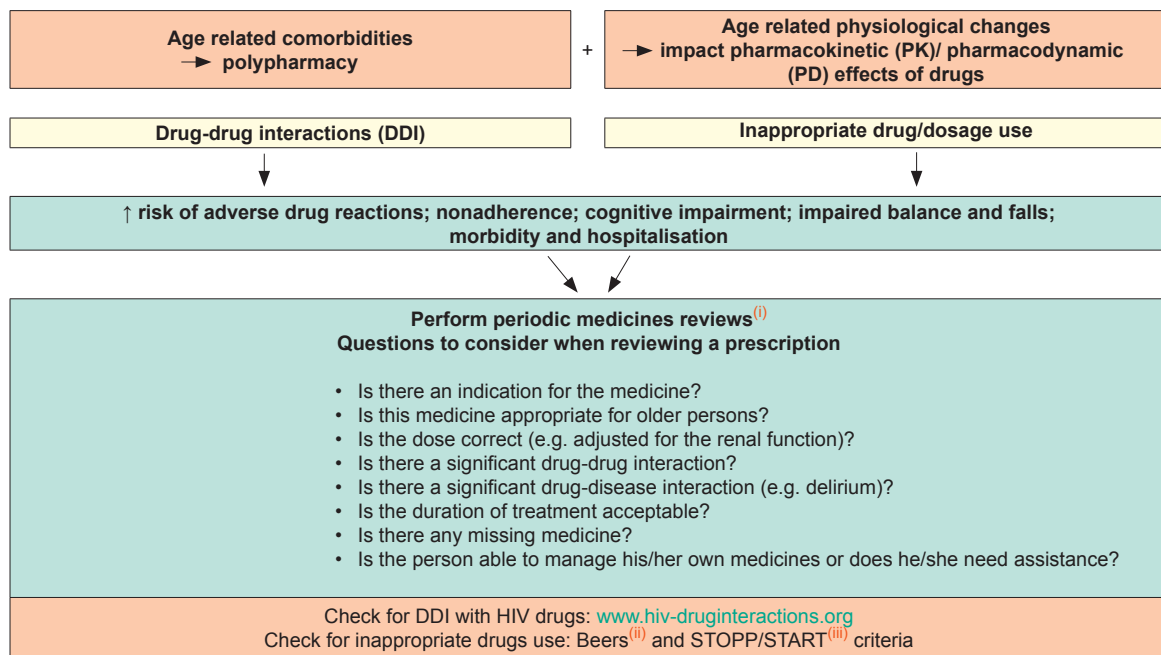 Age related comorbidities
→ polypharmacy
+
Age related physiological changes
→ impact pharmacokinetic (PK)/ pharmacodynamic
(PD) effects of drugs
Drug-drug interactions (DDI)
Inappropriate drug/dosage use
↑ risk of adverse drug reactions; nonadherence; cognitive impairment; impaired balance and falls;
morbidity and hospitalisation
Perform periodic medicines reviews(i)
Questions to consider when reviewing a prescription
• Is there an indication for the medicine?
• Is this medicine appropriate for older persons?
• Is the dose correct (e.g. adjusted for the renal function)?
• Is there a significant drug-drug interaction?
• Is there a significant drug-disease interaction (e.g. delirium)?
• Is the duration of treatment acceptable?
• Is there any missing medicine?
• Is the person able to manage his/her own medicines or does he/she need assistance?
Check for DDI with HIV drugs: www.hiv-druginteractions.org
Check for inappropriate drugs use: Beers(ii) and STOPP/START(iii) criteria